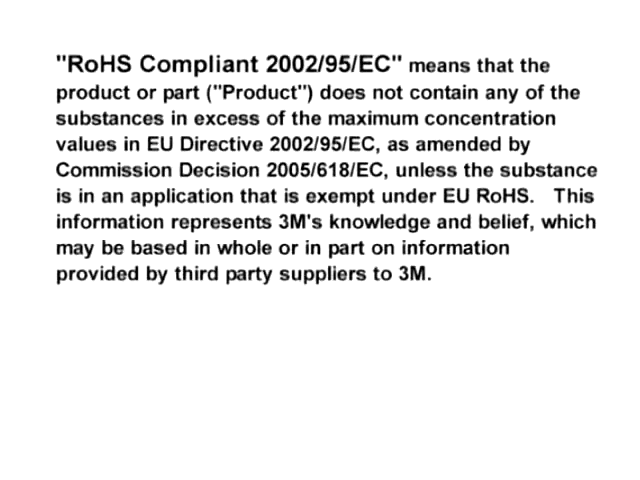 "RoHS Compliant 2002/95/EC" means that the
product or part ("Product") does not contain any of the
substances in excess of the maximum concentration
values in EU Directive 2002/95/EC, as amended by
Commission Decision 2005/618/EC, unless the substance
is in an application that is exempt under EU RoHS.   This
information represents 3M's knowledge and belief, which
may be based in whole or in part on information
provided by third party suppliers to 3M.